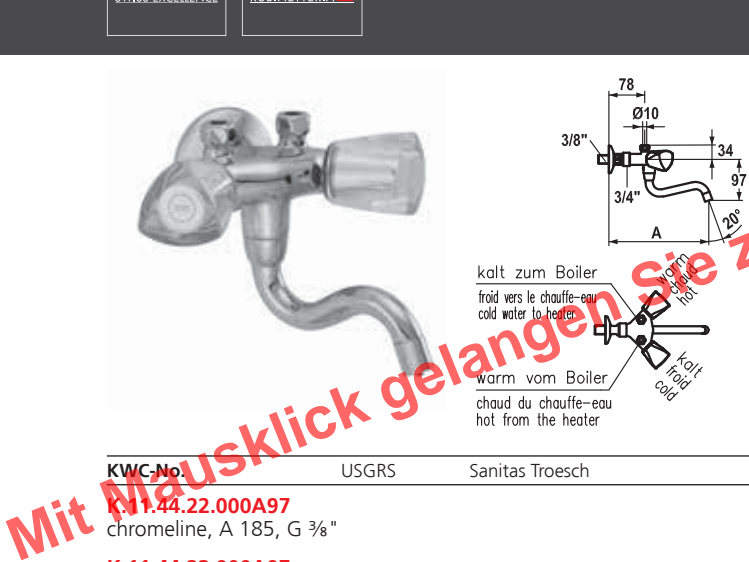 78
Ø10
3/8"
34
97
3/4"
20°
A
kalt zum Boiler
froid vers le chauffe-eau
cold water to heater
warm
chaud
hot
kalt
froid
cold
warm vom Boiler
chaud du chauffe-eau
hot from the heater
Mit Mausklick gelangen Sie z
KWC-No. USGRS Sanitas Troesch
K.11.44.22.000A97
chromeline, A 185, G ⅜"